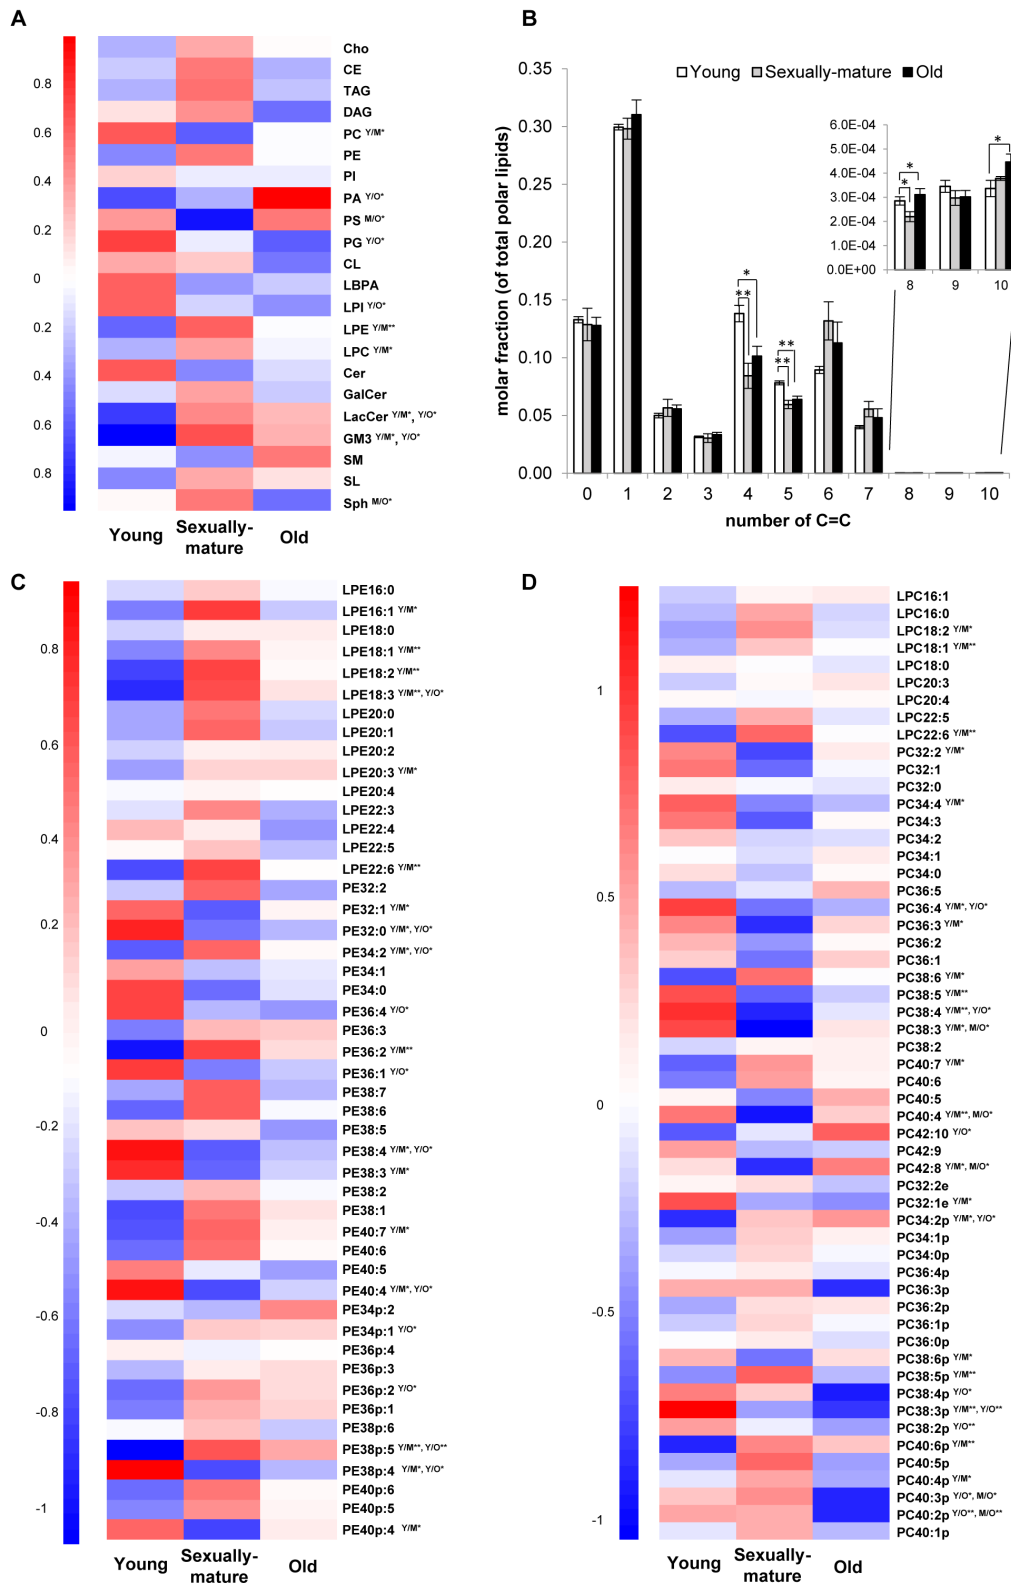 A
0.8
0.6
0.4
0.2
0
0.2
0.4
0.6
0.8
Cho
CE
TAG
DAG
PC Y/M*
PE
PI
PA Y/O*
PS M/O*
PG Y/O*
CL
LBPA
LPI Y/O*
LPE Y/M**
LPC Y/M*
Cer
GalCer
LacCer Y/M*, Y/O*
GM3 Y/M*, Y/O*
SM
SL
Sph M/O*
Young
Sexually-
mature
Old
B
molar fraction (of total polar lipids)
0.35
0.30
0.25
0.20
0.15
0.10
0.05
0.00
Young
Sexually-mature
Old
** *
** **
0 1 2 3 4 5 6 7 8 9 10
number of C=C
6.0E-04
5.0E-04
4.0E-04
3.0E-04
2.0E-04
1.0E-04
0.0E+00
* * *
8 9 10
C
0.8
0.6
0.4
0.2
0
-0.2
-0.4
-0.6
-0.8
-1
LPE16:0
LPE16:1 Y/M*
LPE18:0
LPE18:1 Y/M**
LPE18:2 Y/M**
LPE18:3 Y/M**, Y/O*
LPE20:0
LPE20:1
LPE20:2
LPE20:3 Y/M*
LPE20:4
LPE22:3
LPE22:4
LPE22:5
LPE22:6 Y/M**
PE32:2
PE32:1 Y/M*
PE32:0 Y/M*, Y/O*
PE34:2 Y/M*, Y/O*
PE34:1
PE34:0
PE36:4 Y/O*
PE36:3
PE36:2 Y/M**
PE36:1 Y/O*
PE38:7
PE38:6
PE38:5
PE38:4 Y/M*, Y/O*
PE38:3 Y/M*
PE38:2
PE38:1
PE40:7 Y/M*
PE40:6
PE40:5
PE40:4 Y/M*, Y/O*
PE34p:2
PE34p:1 Y/O*
PE36p:4
PE36p:3
PE36p:2 Y/O*
PE36p:1
PE38p:6
PE38p:5 Y/M**, Y/O**
PE38p:4 Y/M*, Y/O*
PE40p:6
PE40p:5
PE40p:4 Y/M*
Young
Sexually-
mature
Old
D
1
0.5
0
-0.5
-1
LPC16:1
LPC16:0
LPC18:2 Y/M*
LPC18:1 Y/M**
LPC18:0
LPC20:3
LPC20:4
LPC22:5
LPC22:6 Y/M**
PC32:2 Y/M*
PC32:1
PC32:0
PC34:4 Y/M*
PC34:3
PC34:2
PC34:1
PC34:0
PC36:5
PC36:4 Y/M*, Y/O*
PC36:3 Y/M*
PC36:2
PC36:1
PC38:6 Y/M*
PC38:5 Y/M**
PC38:4 Y/M**, Y/O*
PC38:3 Y/M*, M/O*
PC38:2
PC40:7 Y/M*
PC40:6
PC40:5
PC40:4 Y/M**, M/O*
PC42:10 Y/O*
PC42:9
PC42:8 Y/M*, M/O*
PC32:2e
PC32:1e Y/M*
PC34:2p Y/M*, Y/O*
PC34:1p
PC34:0p
PC36:4p
PC36:3p
PC36:2p
PC36:1p
PC36:0p
PC38:6p Y/M*
PC38:5p Y/M**
PC38:4p Y/O*
PC38:3p Y/M**, Y/O**
PC38:2p Y/O**
PC40:6p Y/M**
PC40:5p
PC40:4p Y/M*
PC40:3p Y/O*, M/O*
PC40:2p Y/O**, M/O**
PC40:1p
Young
Sexually-
mature
Old